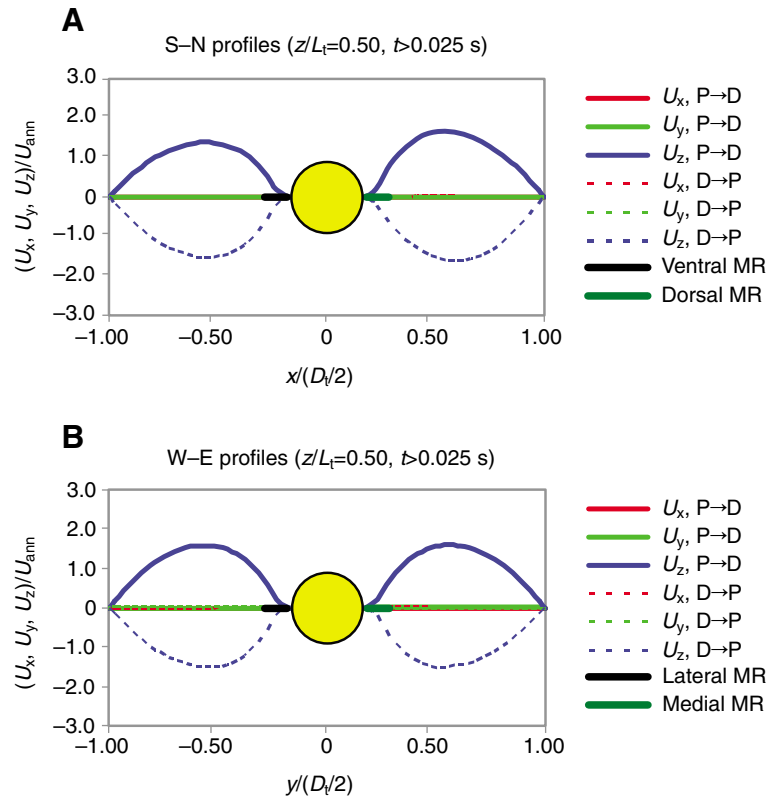 A
S–N profiles (z/Lt=0.50, t>0.025 s)
(Ux, Uy, Uz)/Uann
3.0
2.0
1.0
0
–1.0
–2.0
–3.0
–1.00
–0.50
0
0.50
1.00
x/(Dt/2)
Ux, P→D
Uy, P→D
Uz, P→D
Ux, D→P
Uy, D→P
Uz, D→P
Ventral MR
Dorsal MR
B
W–E profiles (z/Lt=0.50, t>0.025 s)
(Ux, Uy, Uz)/Uann
3.0
2.0
1.0
0
–1.0
–2.0
–3.0
–1.00
–0.50
0
0.50
1.00
y/(Dt/2)
Ux, P→D
Uy, P→D
Uz, P→D
Ux, D→P
Uy, D→P
Uz, D→P
Lateral MR
Medial MR